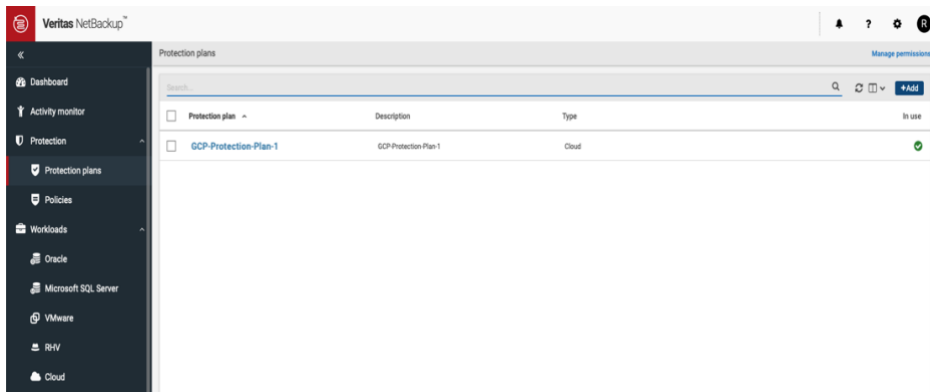 Veritas NetBackup™
R
Protection plans
Manage permissions
Dashboard
Search...
+Add
Activity monitor
Protection plan
Description
Type
In use
Protection
GCP-Protection-Plan-1
GCP-Protection-Plan-1
Cloud
Protection plans
Policies
Workloads
Oracle
Microsoft SQL Server
VMware
RHV
Cloud